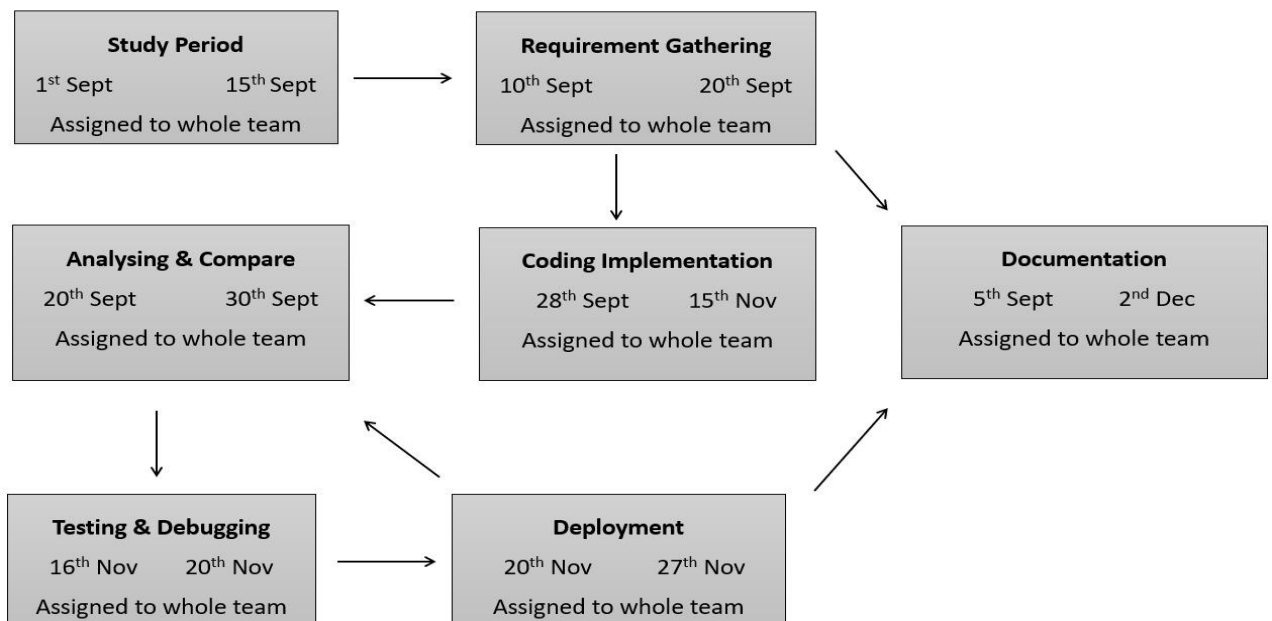 Study Period
1st Sept 15th Sept
Assigned to whole team
Requirement Gathering
10th Sept 20th Sept
Assigned to whole team
Analysing & Compare
20th Sept 30th Sept
Assigned to whole team
Coding Implementation
28th Sept 15th Nov
Assigned to whole team
Documentation
5th Sept 2nd Dec
Assigned to whole team
Testing & Debugging
16th Nov 20th Nov
Assigned to whole team
Deployment
20th Nov 27th Nov
Assigned to whole team